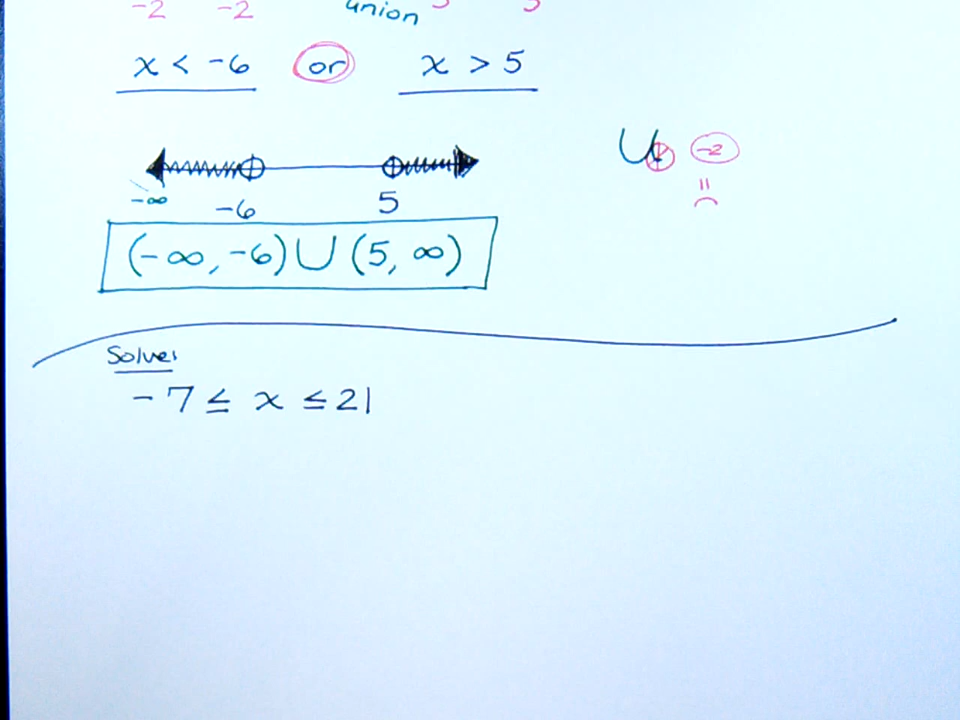 -2 -2 union
x < -6 or x > 5
-∞ -6 5
U -2
(-∞, -6) U (5, ∞)
Solve:
-7 ≤ x ≤ 21